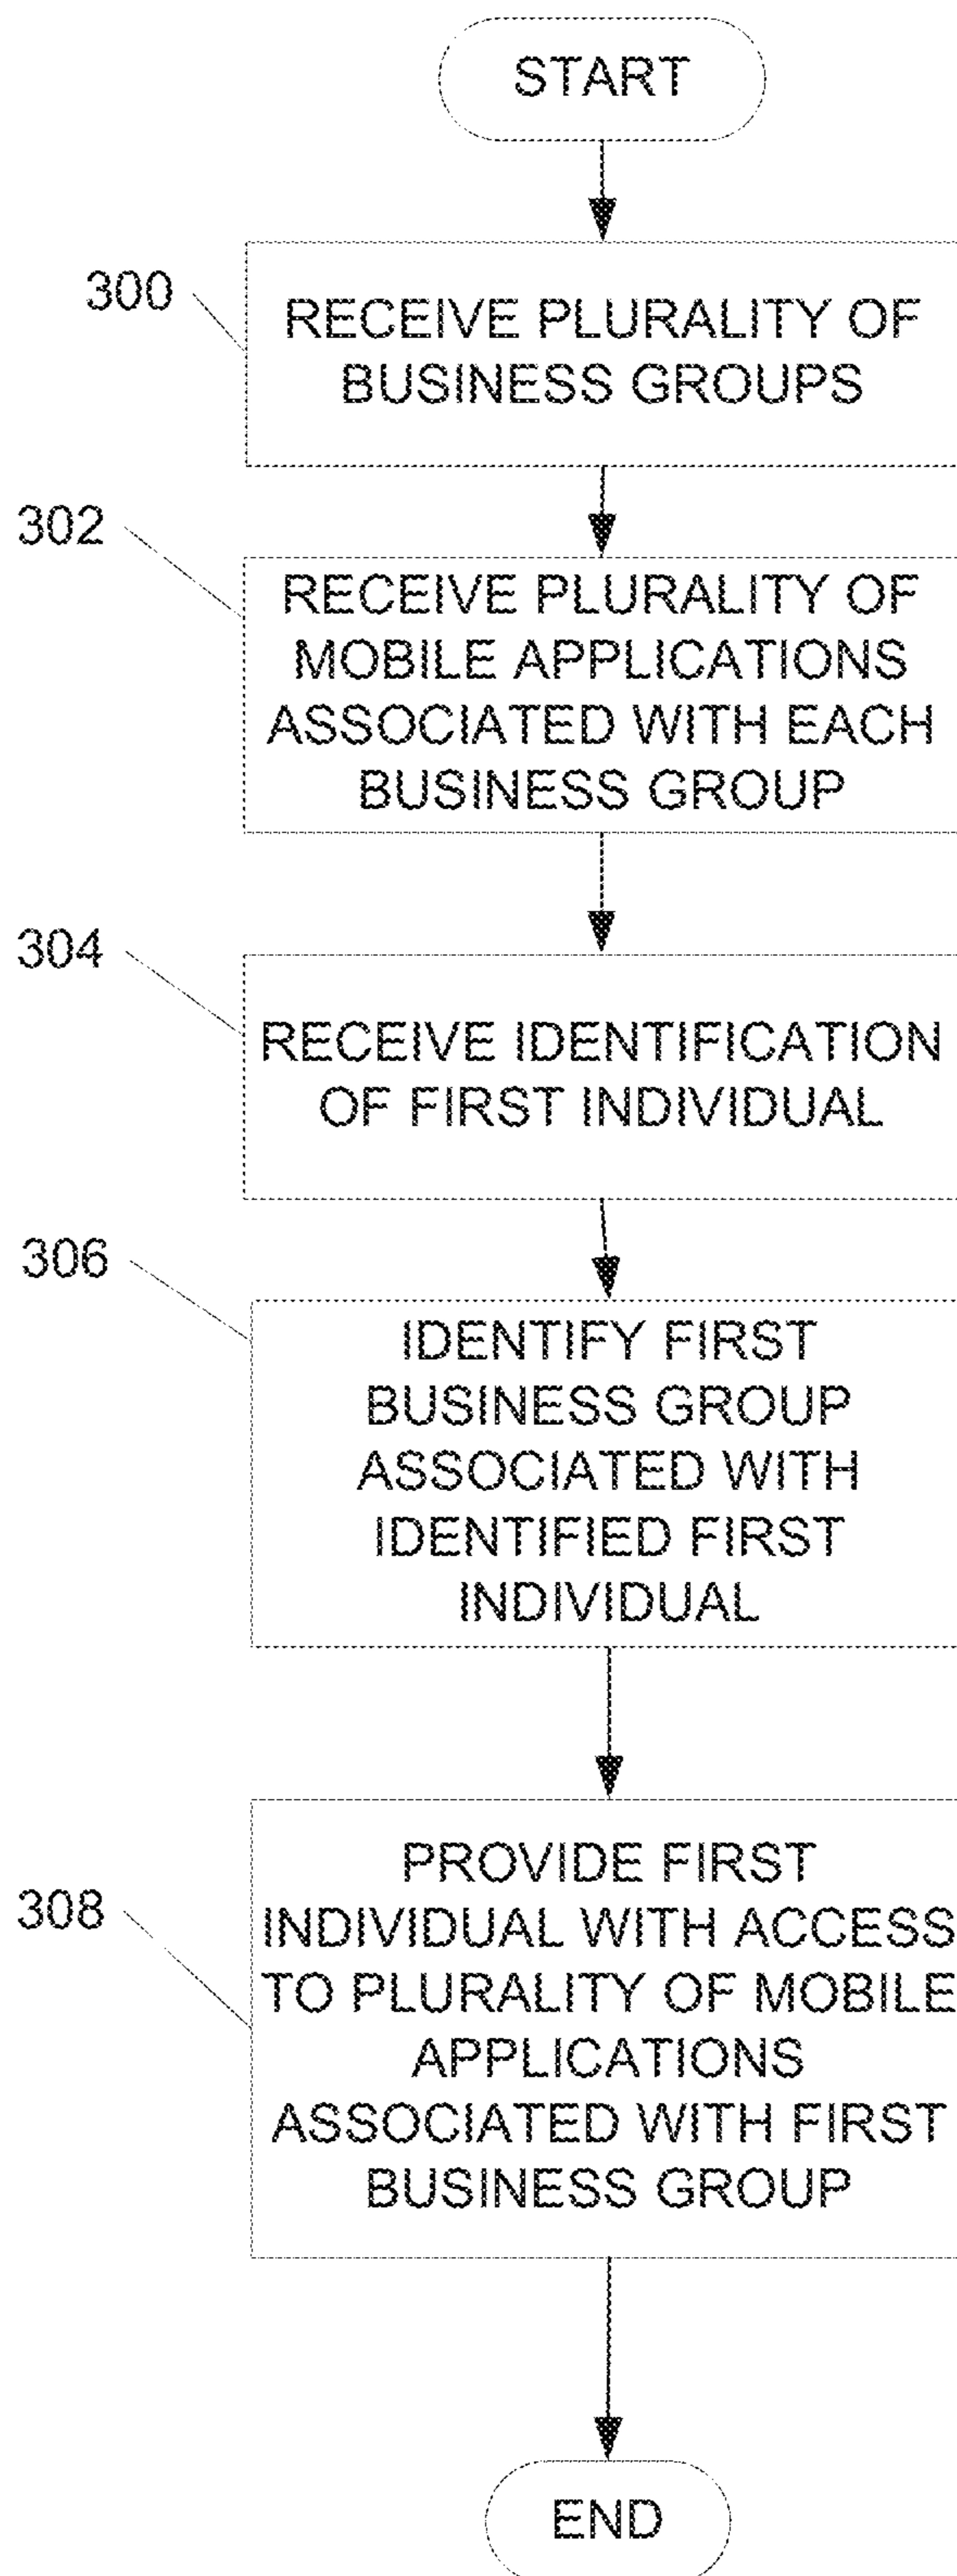 START
300
RECEIVE PLURALITY OF
BUSINESS GROUPS
302
RECEIVE PLURALITY OF
MOBILE APPLICATIONS
ASSOCIATED WITH EACH
BUSINESS GROUP
304
RECEIVE IDENTIFICATION
OF FIRST INDIVIDUAL
306
IDENTIFY FIRST
BUSINESS GROUP
ASSOCIATED WITH
IDENTIFIED FIRST
INDIVIDUAL
308
PROVIDE FIRST
INDIVIDUAL WITH ACCESS
TO PLURALITY OF MOBILE
APPLICATIONS
ASSOCIATED WITH FIRST
BUSINESS GROUP
END